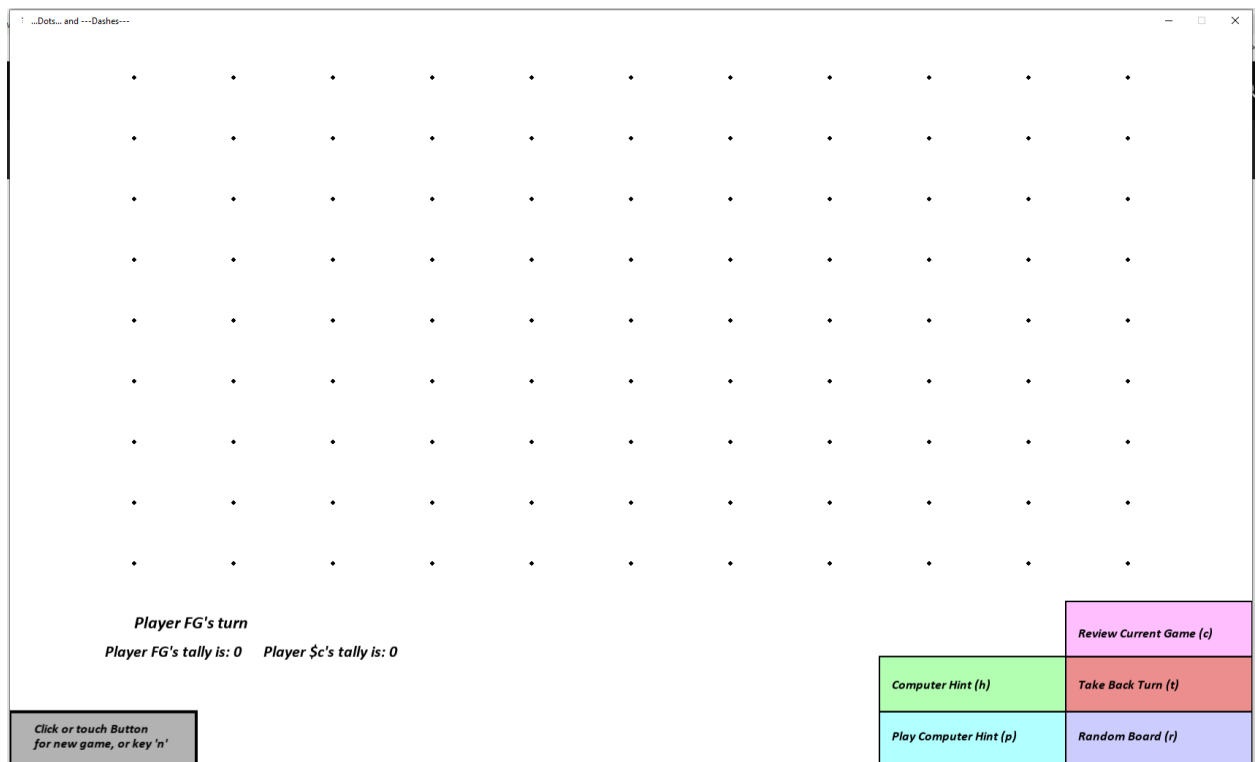 ...Dots... and ---Dashes---
Player FG's turn
Player FG's tally is: 0 Player $c's tally is: 0
Review Current Game (c)
Computer Hint (h)
Take Back Turn (t)
Click or touch Button
for new game, or key 'n'
Play Computer Hint (p)
Random Board (r)